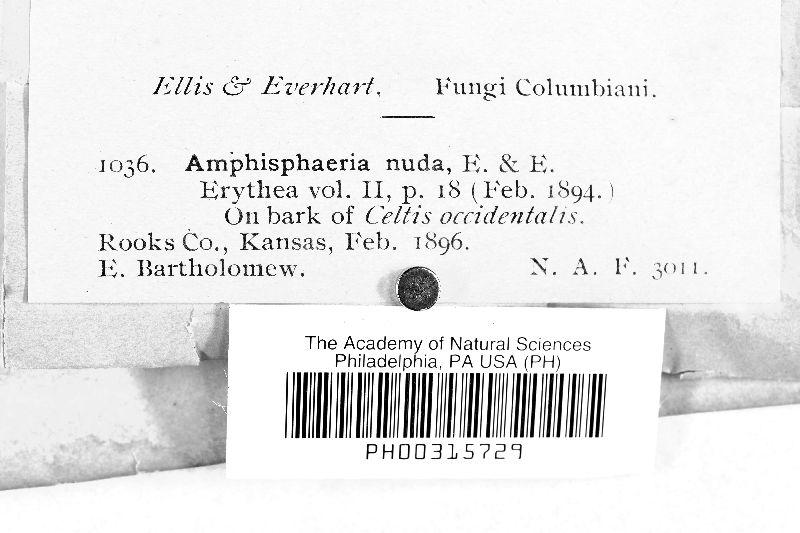 Ellis & Everhart. Fungi Columbiani.
1036. Amphisphaeria nuda, E. & E.
Erythea vol. II, p. 18 (Feb. 1894.)
On bark of Celtis occidentalis.
Rooks Co., Kansas, Feb. 1896.
E. Bartholomew. N. A. F. 3011.
The Academy of Natural Sciences
Philadelphia, PA USA (PH)
PH00315729